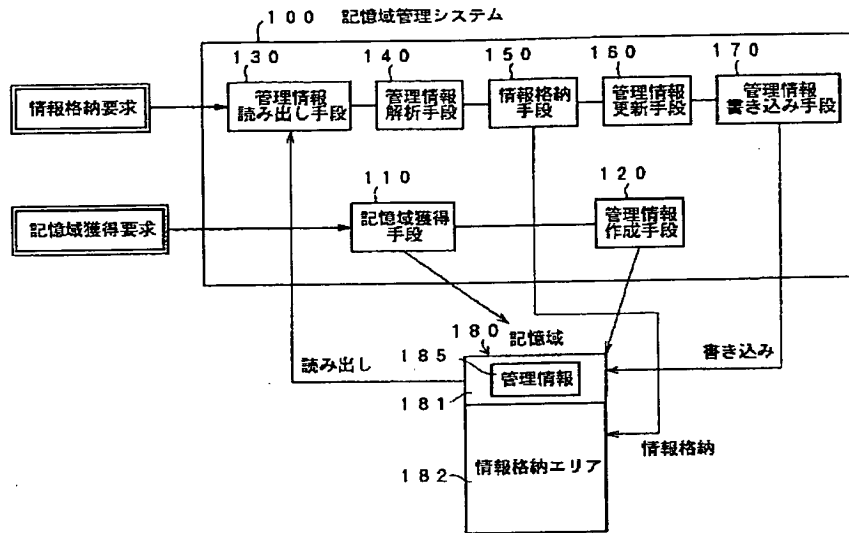 100 記憶域管理システム
130
140
150
160
170
情報格納要求
管理情報
読み出し手段
管理情報
解析手段
情報格納
手段
管理情報
更新手段
管理情報
書き込み手段
110
120
記憶域獲得要求
記憶域獲得
手段
管理情報
作成手段
180
記憶域
読み出し
185
管理情報
書き込み
181
情報格納
182
情報格納エリア